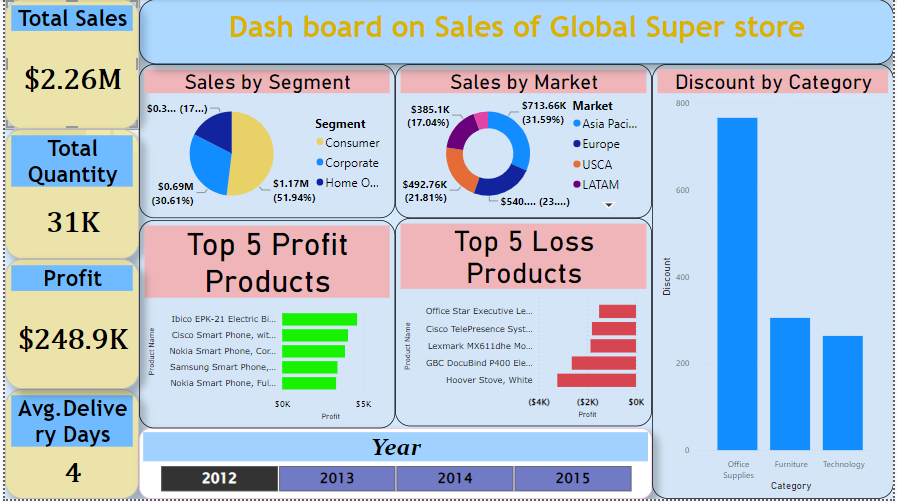 Total Sales
$2.26M
Total
Quantity
31K
Profit
$248.9K
Avg.Delive
ry Days
4
Dash board on Sales of Global Super store
Sales by Segment
$0.3... (17...)
$0.69M
(30.61%)
$1.17M
(51.94%)
Segment
Consumer
Corporate
Home O...
Sales by Market
$385.1K
(17.04%)
$713.66K
(31.59%)
$492.76K
(21.81%)
$540.... (23....)
Market
Asia Paci...
Europe
USCA
LATAM
Top 5 Profit
Products
Product Name
Ibico EPK-21 Electric Bi...
Cisco Smart Phone, wit...
Nokia Smart Phone, Cor...
Samsung Smart Phone,...
Nokia Smart Phone, Ful...
$0K
$5K
Profit
Top 5 Loss
Products
Product Name
Office Star Executive Le...
Cisco TelePresence Syst...
Lexmark MX611dhe Mo...
GBC DocuBind P400 Ele...
Hoover Stove, White
($4K)
($2K)
$0K
Profit
Year
2012
2013
2014
2015
Discount by Category
Discount
800
600
400
200
0
Office
Supplies
Furniture
Technology
Category